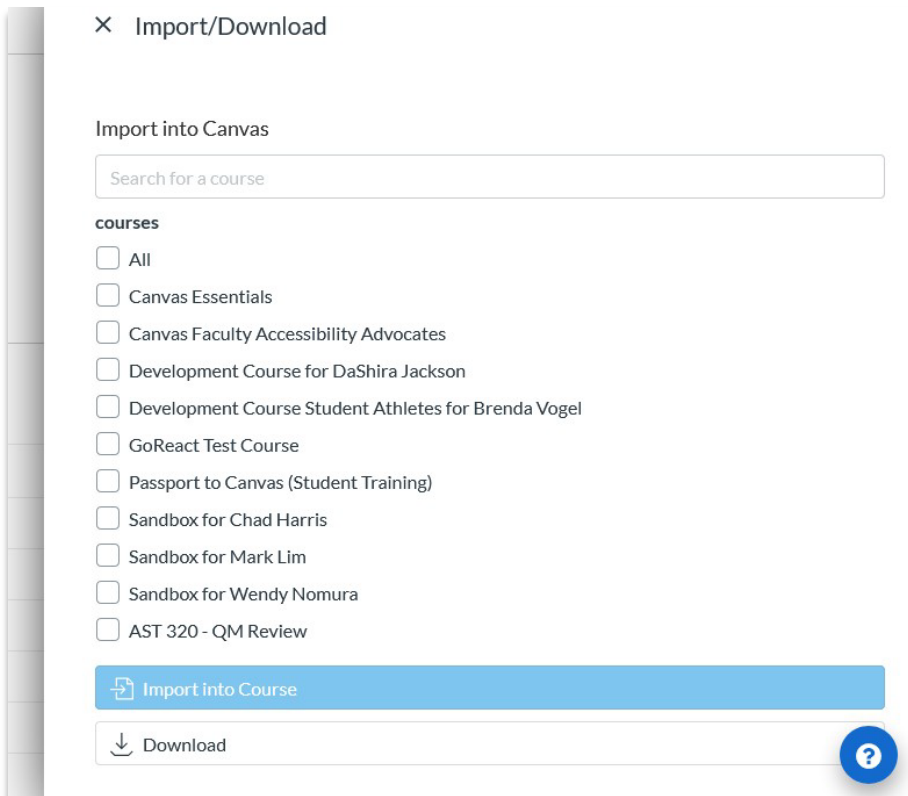 Import/Download
Import into Canvas
Search for a course
courses
All
Canvas Essentials
Canvas Faculty Accessibility Advocates
Development Course for DaShira Jackson
Development Course Student Athletes for Brenda Vogel
GoReact Test Course
Passport to Canvas (Student Training)
Sandbox for Chad Harris
Sandbox for Mark Lim
Sandbox for Wendy Nomura
AST 320 - QM Review
Import into Course
Download
?